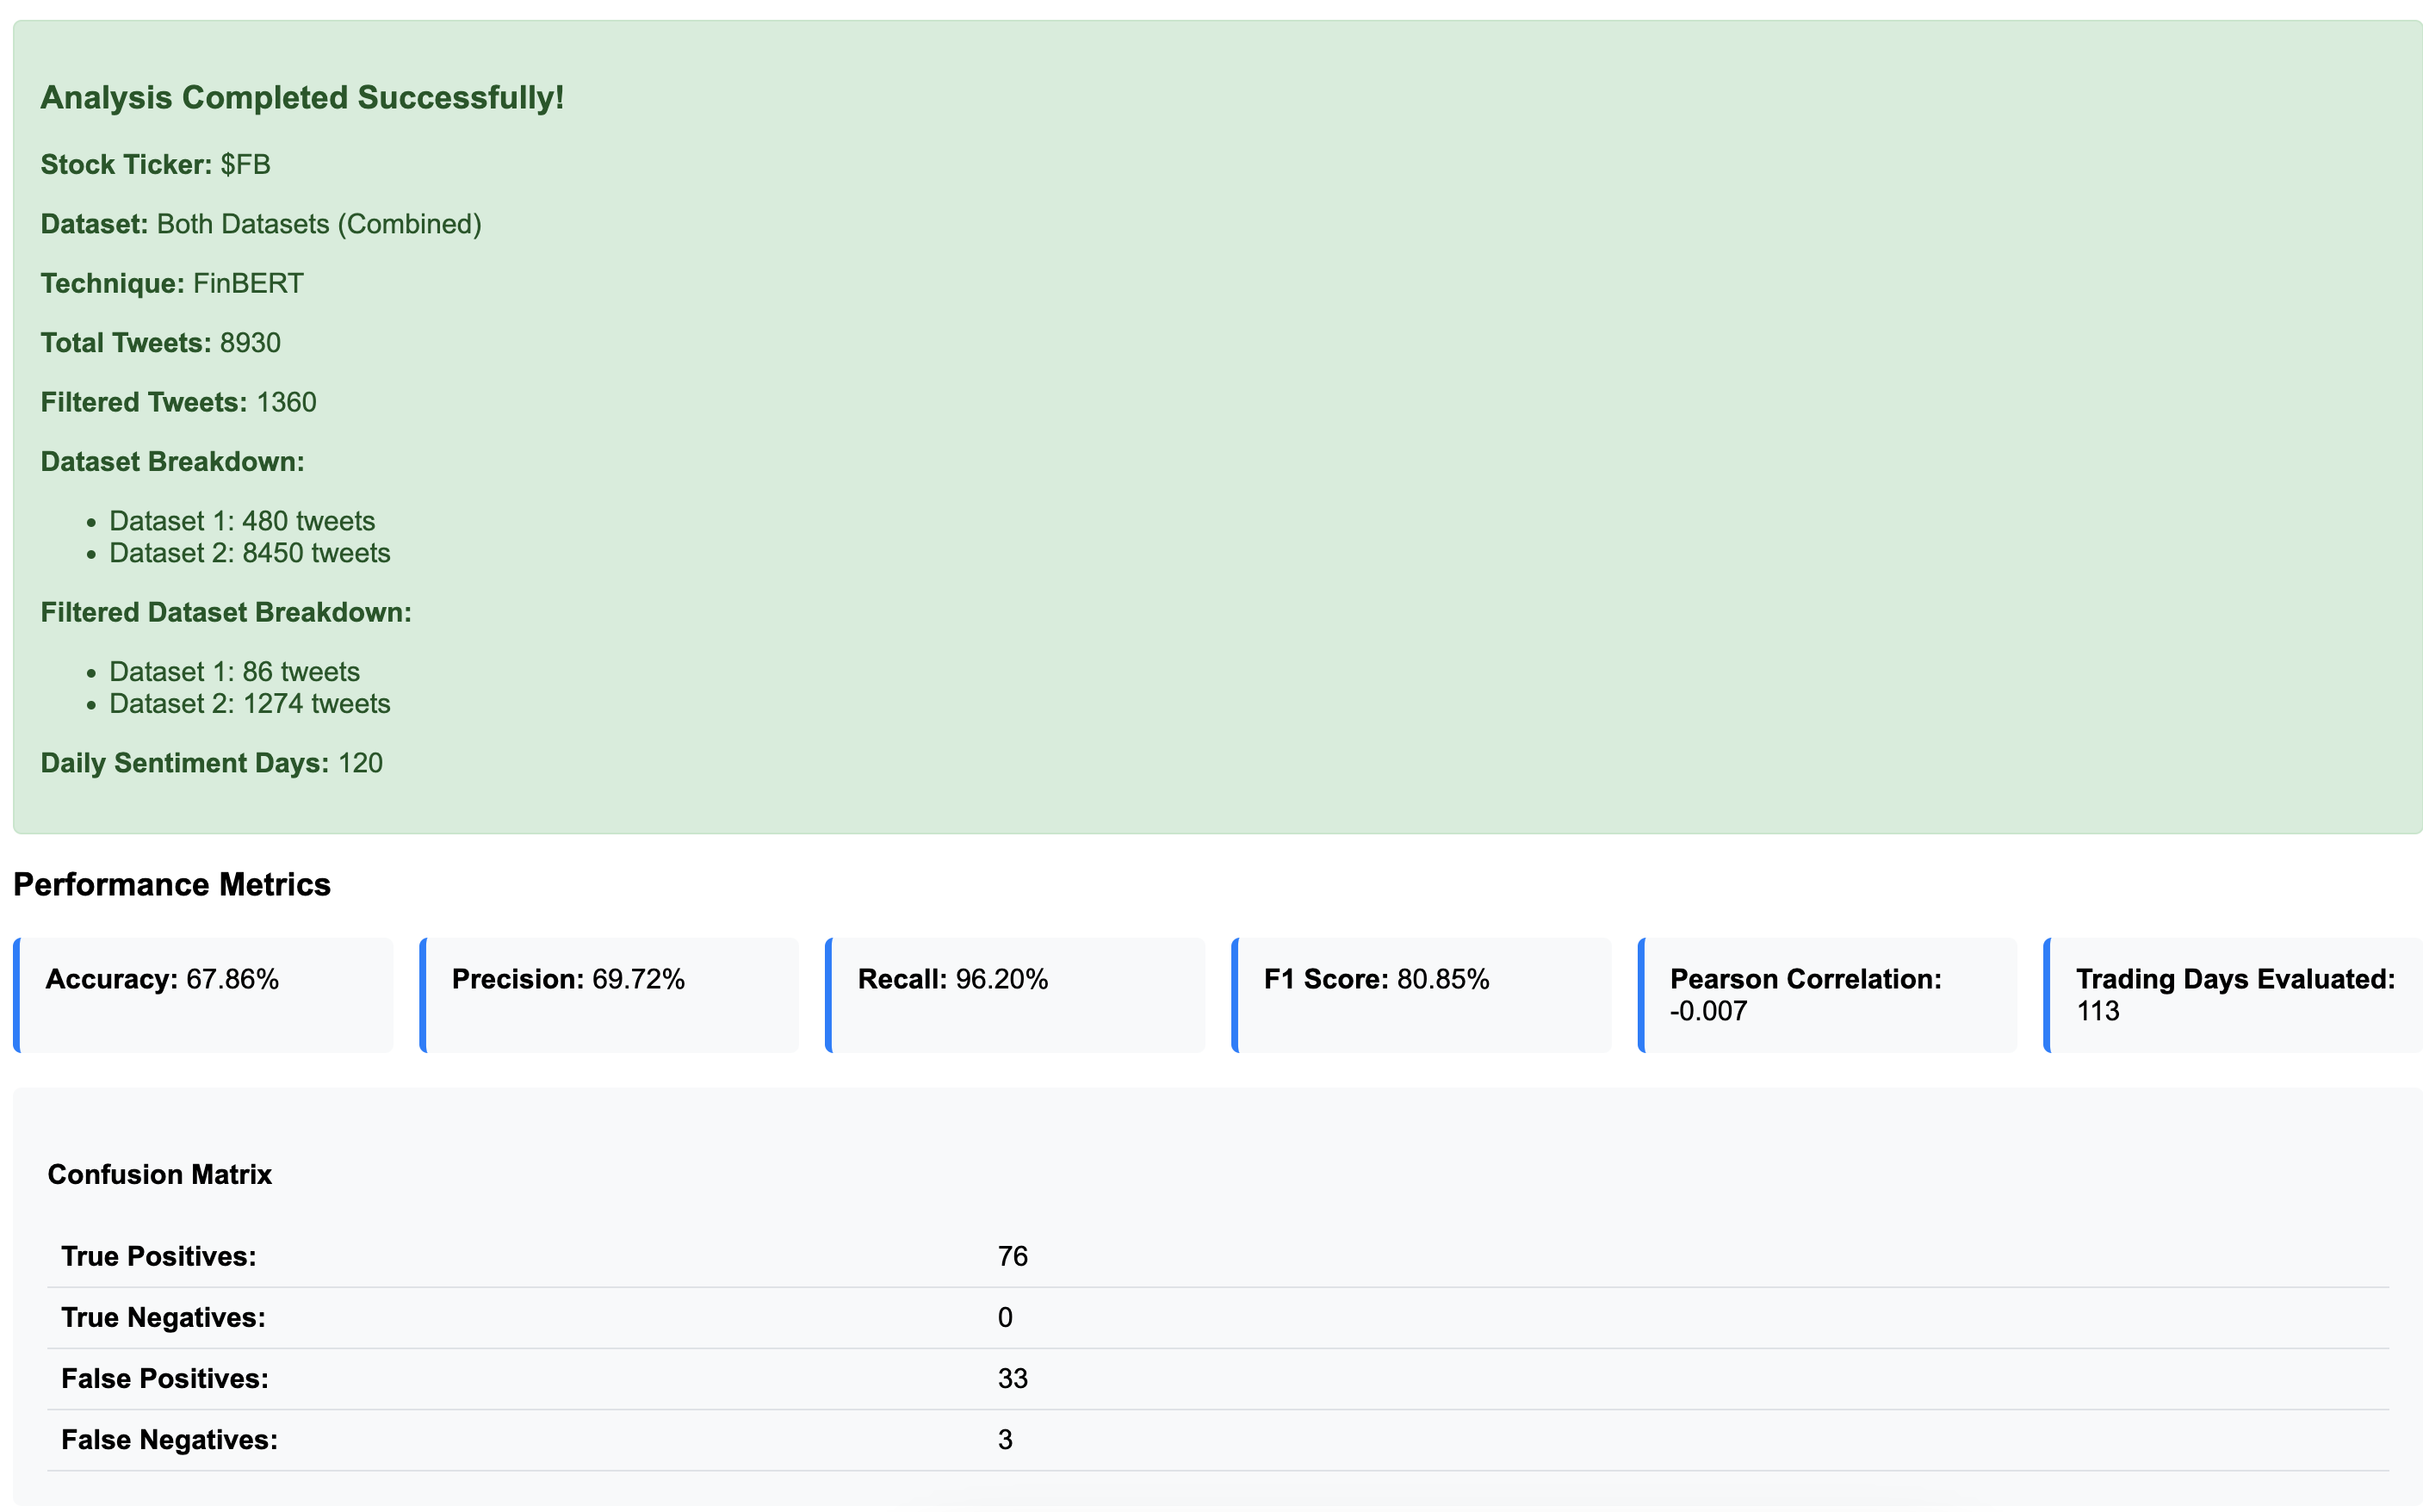 Analysis Completed Successfully!
Stock Ticker: $FB
Dataset: Both Datasets (Combined)
Technique: FinBERT
Total Tweets: 8930
Filtered Tweets: 1360
Dataset Breakdown:
• Dataset 1: 480 tweets
• Dataset 2: 8450 tweets
Filtered Dataset Breakdown:
• Dataset 1: 86 tweets
• Dataset 2: 1274 tweets
Daily Sentiment Days: 120
Performance Metrics
Accuracy: 67.86%
Precision: 69.72%
Recall: 96.20%
F1 Score: 80.85%
Pearson Correlation:
-0.007
Trading Days Evaluated:
113
Confusion Matrix
True Positives: 76
True Negatives: 0
False Positives: 33
False Negatives: 3